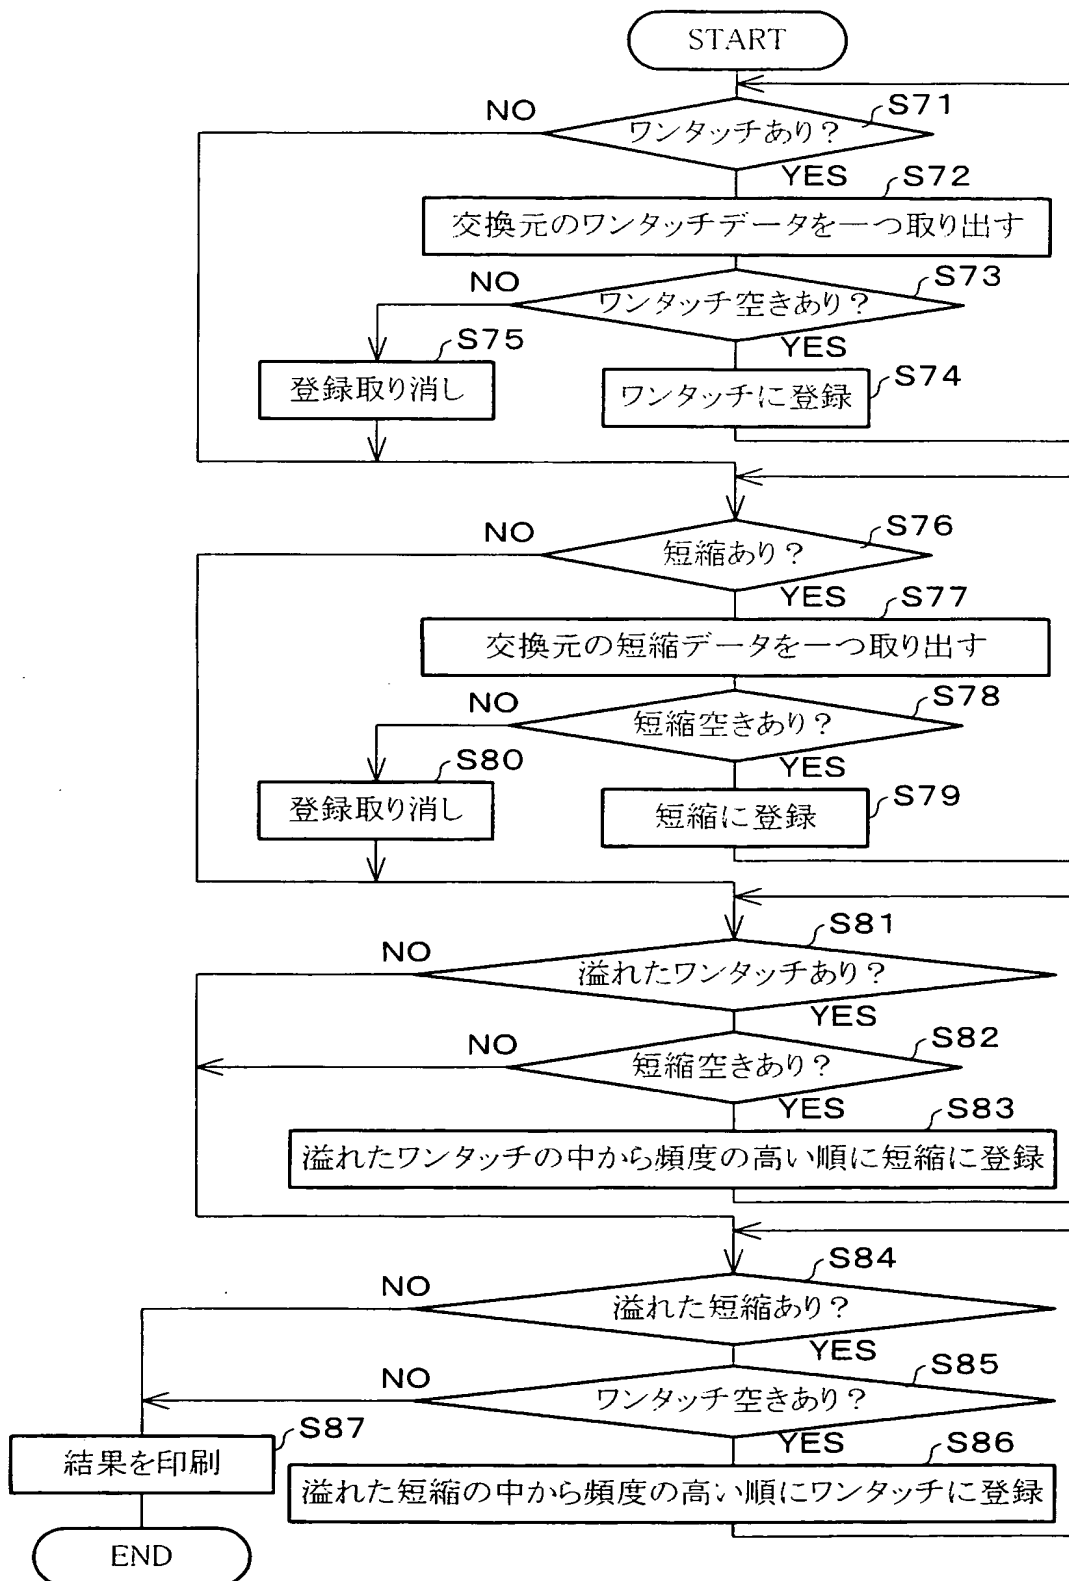 START
S71
NO
ワンタッチあり?
YES
S72
交換元のワンタッチデータを一つ取り出す
S73
NO
ワンタッチ空きあり?
YES
S75
S74
登録取り消し
ワンタッチに登録
S76
NO
短縮あり?
YES
S77
交換元の短縮データを一つ取り出す
S78
NO
短縮空きあり?
YES
S80
S79
登録取り消し
短縮に登録
S81
NO
溢れたワンタッチあり?
YES
S82
NO
短縮空きあり?
YES
S83
溢れたワンタッチの中から頻度の高い順に短縮に登録
S84
NO
溢れた短縮あり?
YES
S85
NO
ワンタッチ空きあり?
YES
S87
S86
結果を印刷
溢れた短縮の中から頻度の高い順にワンタッチに登録
END